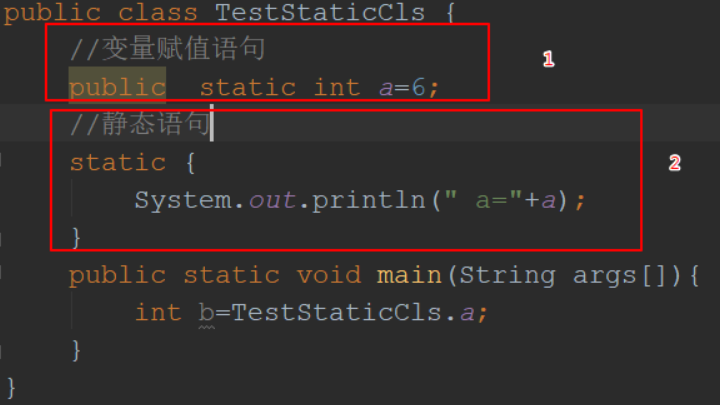 public class TestStaticCls {
//变量赋值语句
1
public static int a=6;
//静态语句
static {
2
System.out.println(" a="+a);
}
public static void main(String args[]){
int b=TestStaticCls.a;
}
}